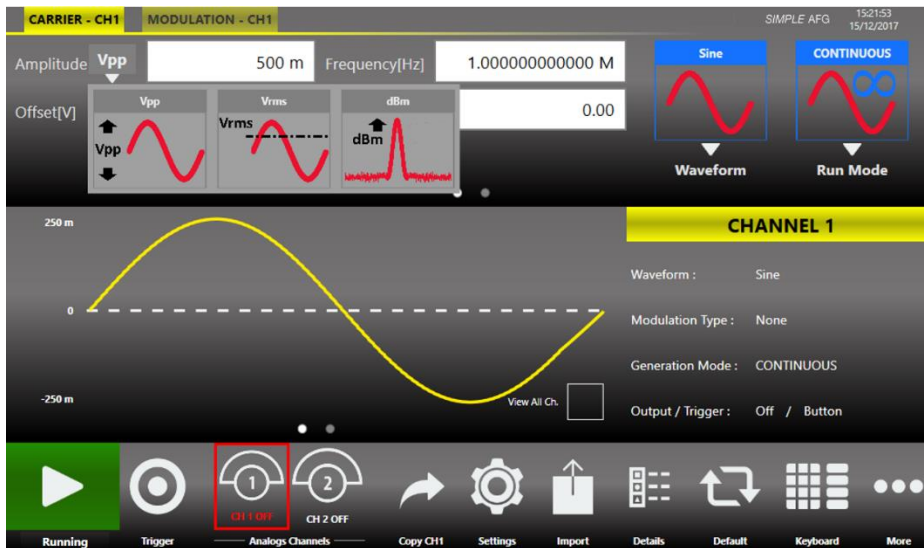 CARRIER - CH1
MODULATION - CH1
SIMPLE AFG
15:21:53
15/12/2017
Amplitude
Vpp
500 m
Frequency[Hz]
1.000000000000 M
Offset[V]
0.00
Vpp
Vpp
Vrms
Vrms
dBm
dBm
Sine
Waveform
CONTINUOUS
Run Mode
250 m
0
-250 m
View All Ch.
CHANNEL 1
Waveform : Sine
Modulation Type : None
Generation Mode : CONTINUOUS
Output / Trigger : Off / Button
1
CH 1 OFF
2
CH 2 OFF
Running
Trigger
Analogs Channels
Copy CH1
Settings
Import
Details
Default
Keyboard
More